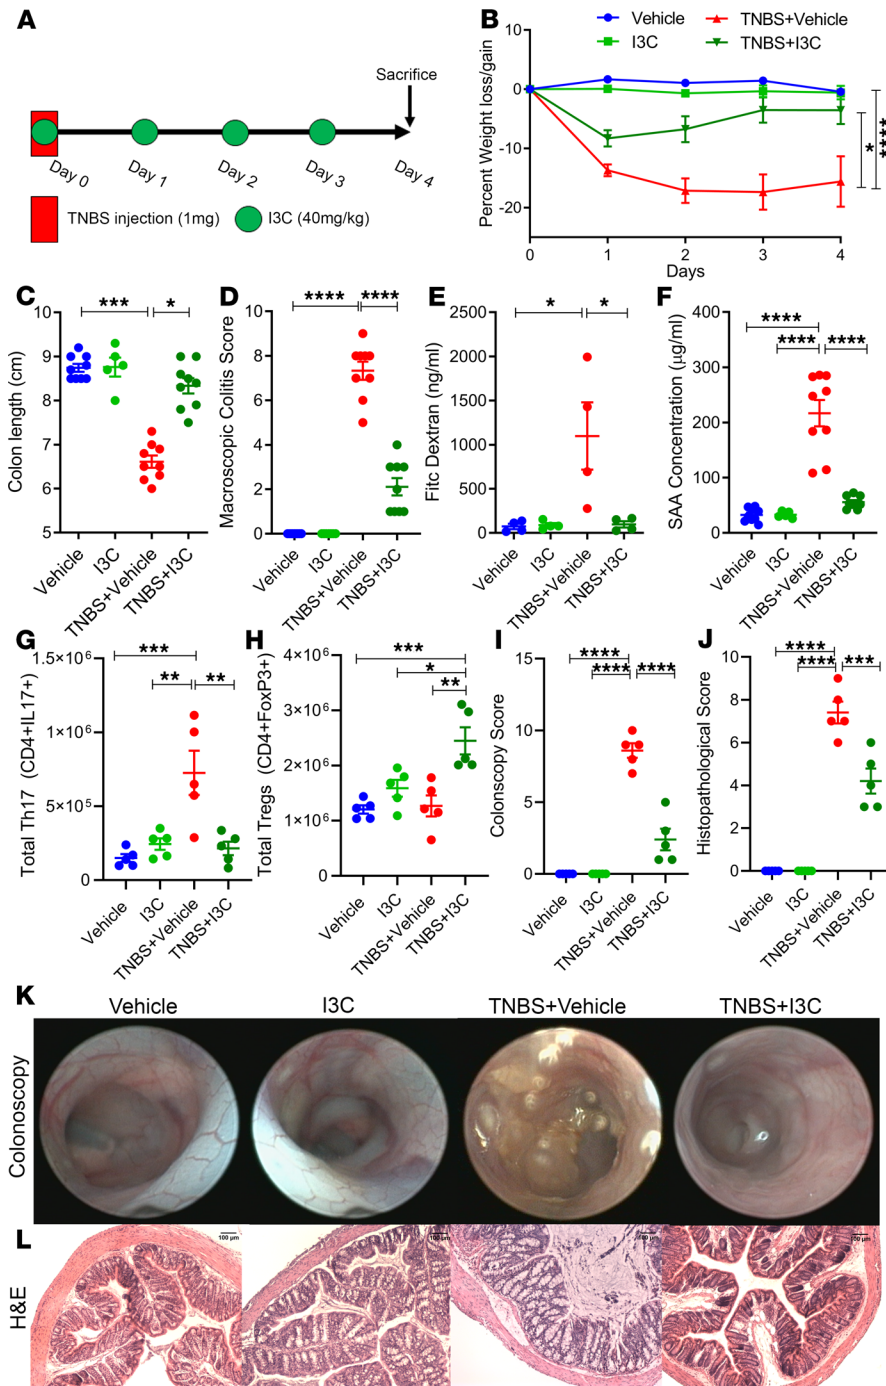 A
Sacrifice
Day 0
Day 1
Day 2
Day 3
Day 4
TNBS injection (1mg)
I3C (40mg/kg)
B
Vehicle
TNBS+Vehicle
I3C
TNBS+I3C
Percent Weight loss/gain
10
0
-10
-20
0 1 2 3 4
Days
*
****
C
*** *
Colon length (cm)
10
9
8
7
6
5
Vehicle
I3C
TNBS+Vehicle
TNBS+I3C
D
**** ****
Macroscopic Colitis Score
10
8
6
4
2
0
Vehicle
I3C
TNBS+Vehicle
TNBS+I3C
E
* *
Fitc Dextran (ng/ml)
2500
2000
1500
1000
500
0
Vehicle
I3C
TNBS+Vehicle
TNBS+I3C
F
****
**** ****
SAA Concentration (µg/ml)
400
300
200
100
0
Vehicle
I3C
TNBS+Vehicle
TNBS+I3C
G
***
** **
Total Th17 (CD4+IL17+)
1.5×10⁶
1×10⁶
5×10⁵
0
Vehicle
I3C
TNBS+Vehicle
TNBS+I3C
H
***
*
**
Total Tregs (CD4+FoxP3+)
4×10⁶
3×10⁶
2×10⁶
1×10⁶
0
Vehicle
I3C
TNBS+Vehicle
TNBS+I3C
I
****
**** ****
Colonscopy Score
15
10
5
0
Vehicle
I3C
TNBS+Vehicle
TNBS+I3C
J
****
**** ***
Histopathological Score
10
8
6
4
2
0
Vehicle
I3C
TNBS+Vehicle
TNBS+I3C
K
Vehicle I3C TNBS+Vehicle TNBS+I3C
Colonoscopy
L
H&E
100 µm
100 µm